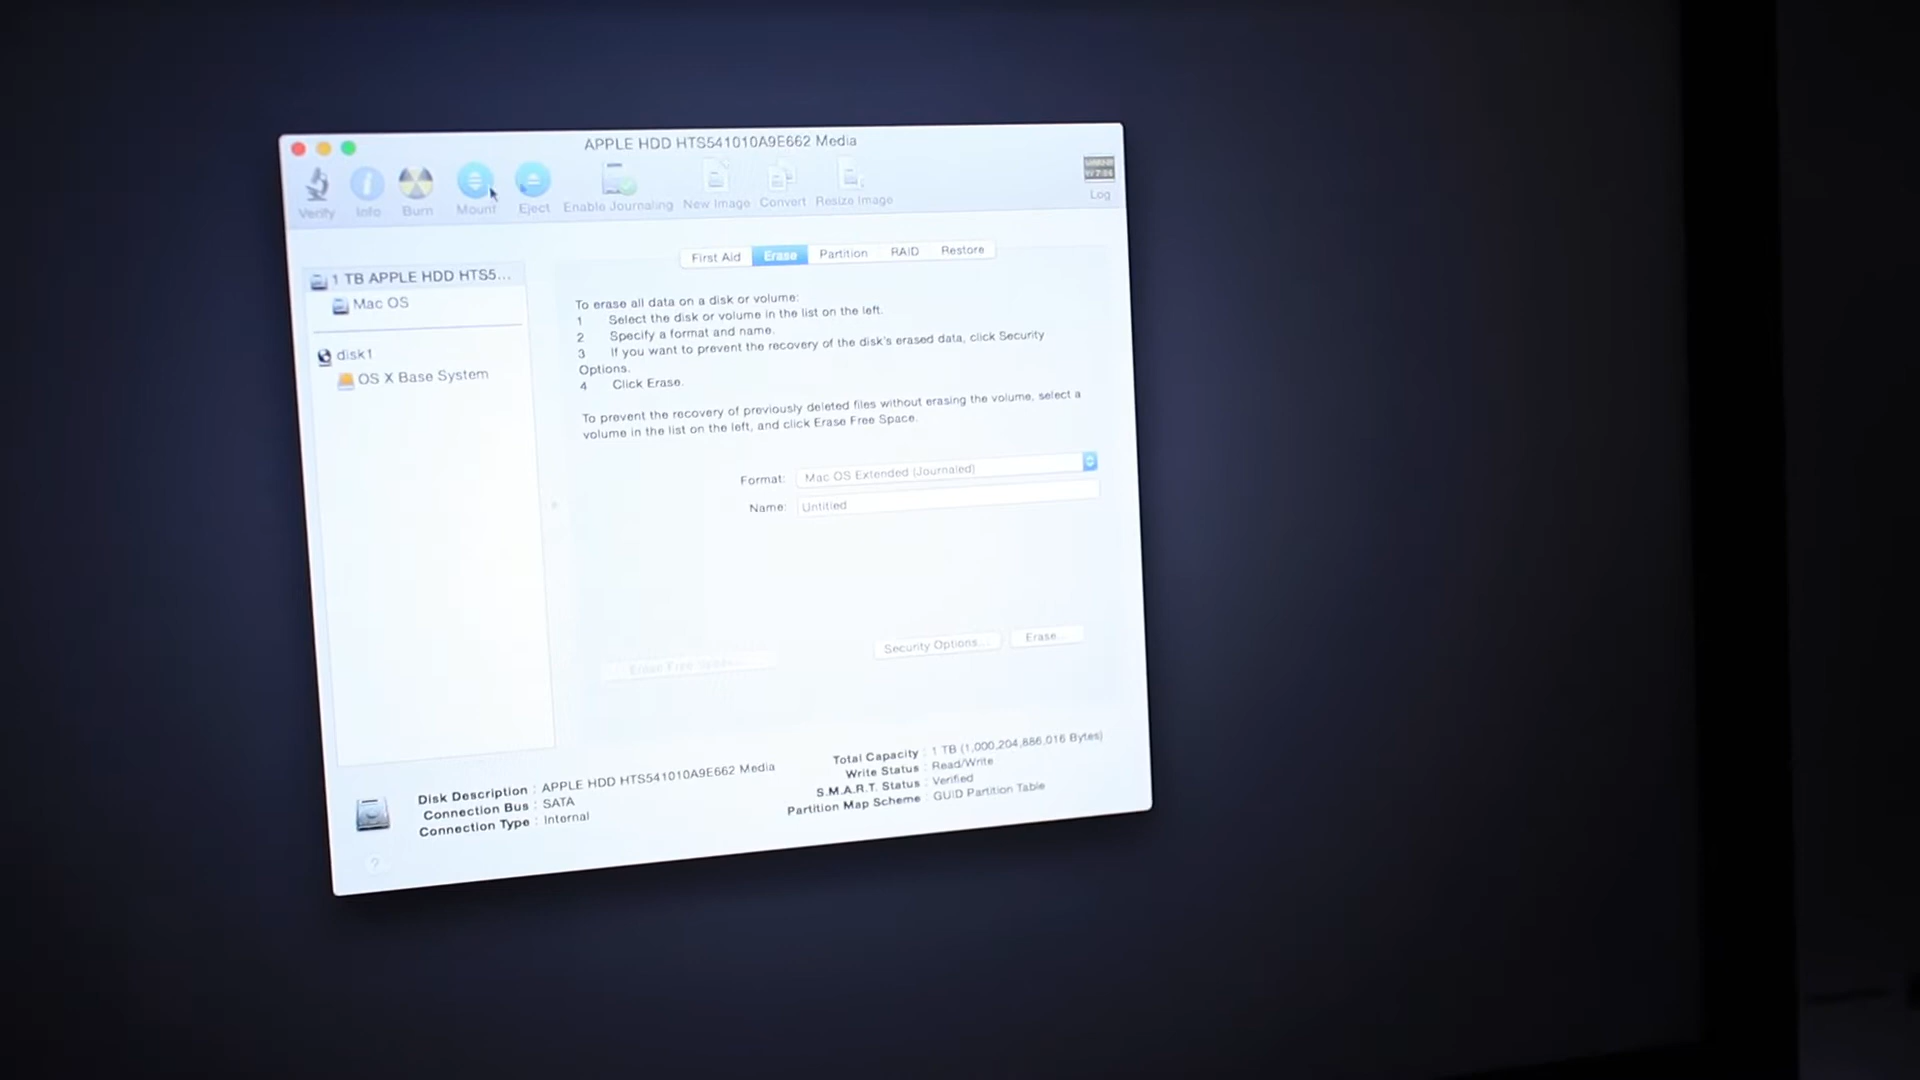 APPLE HDD HTS541010A9E662 Media
Verify Info Burn Mount Eject Enable Journaling New Image Convert Resize Image Log
First Aid Erase Partition RAID Restore
1 TB APPLE HDD HTS5...
Mac OS
disk1
OS X Base System
To erase all data on a disk or volume:
1 Select the disk or volume in the list on the left.
2 Specify a format and name.
3 If you want to prevent the recovery of the disk's erased data, click Security
Options.
4 Click Erase.
To prevent the recovery of previously deleted files without erasing the volume, select a
volume in the list on the left, and click Erase Free Space.
Format: Mac OS Extended (Journaled)
Name: Untitled
Erase Free Space...
Security Options... Erase...
Disk Description : APPLE HDD HTS541010A9E662 Media
Connection Bus : SATA
Connection Type : Internal
Total Capacity : 1 TB (1,000,204,886,016 Bytes)
Write Status : Read/Write
S.M.A.R.T. Status : Verified
Partition Map Scheme : GUID Partition Table
?